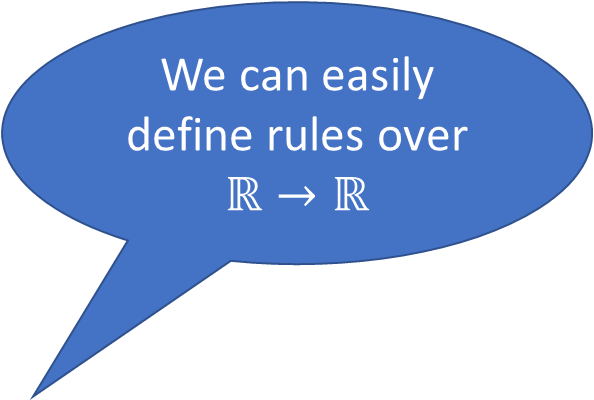 We can easily
define rules over
ℝ → ℝ